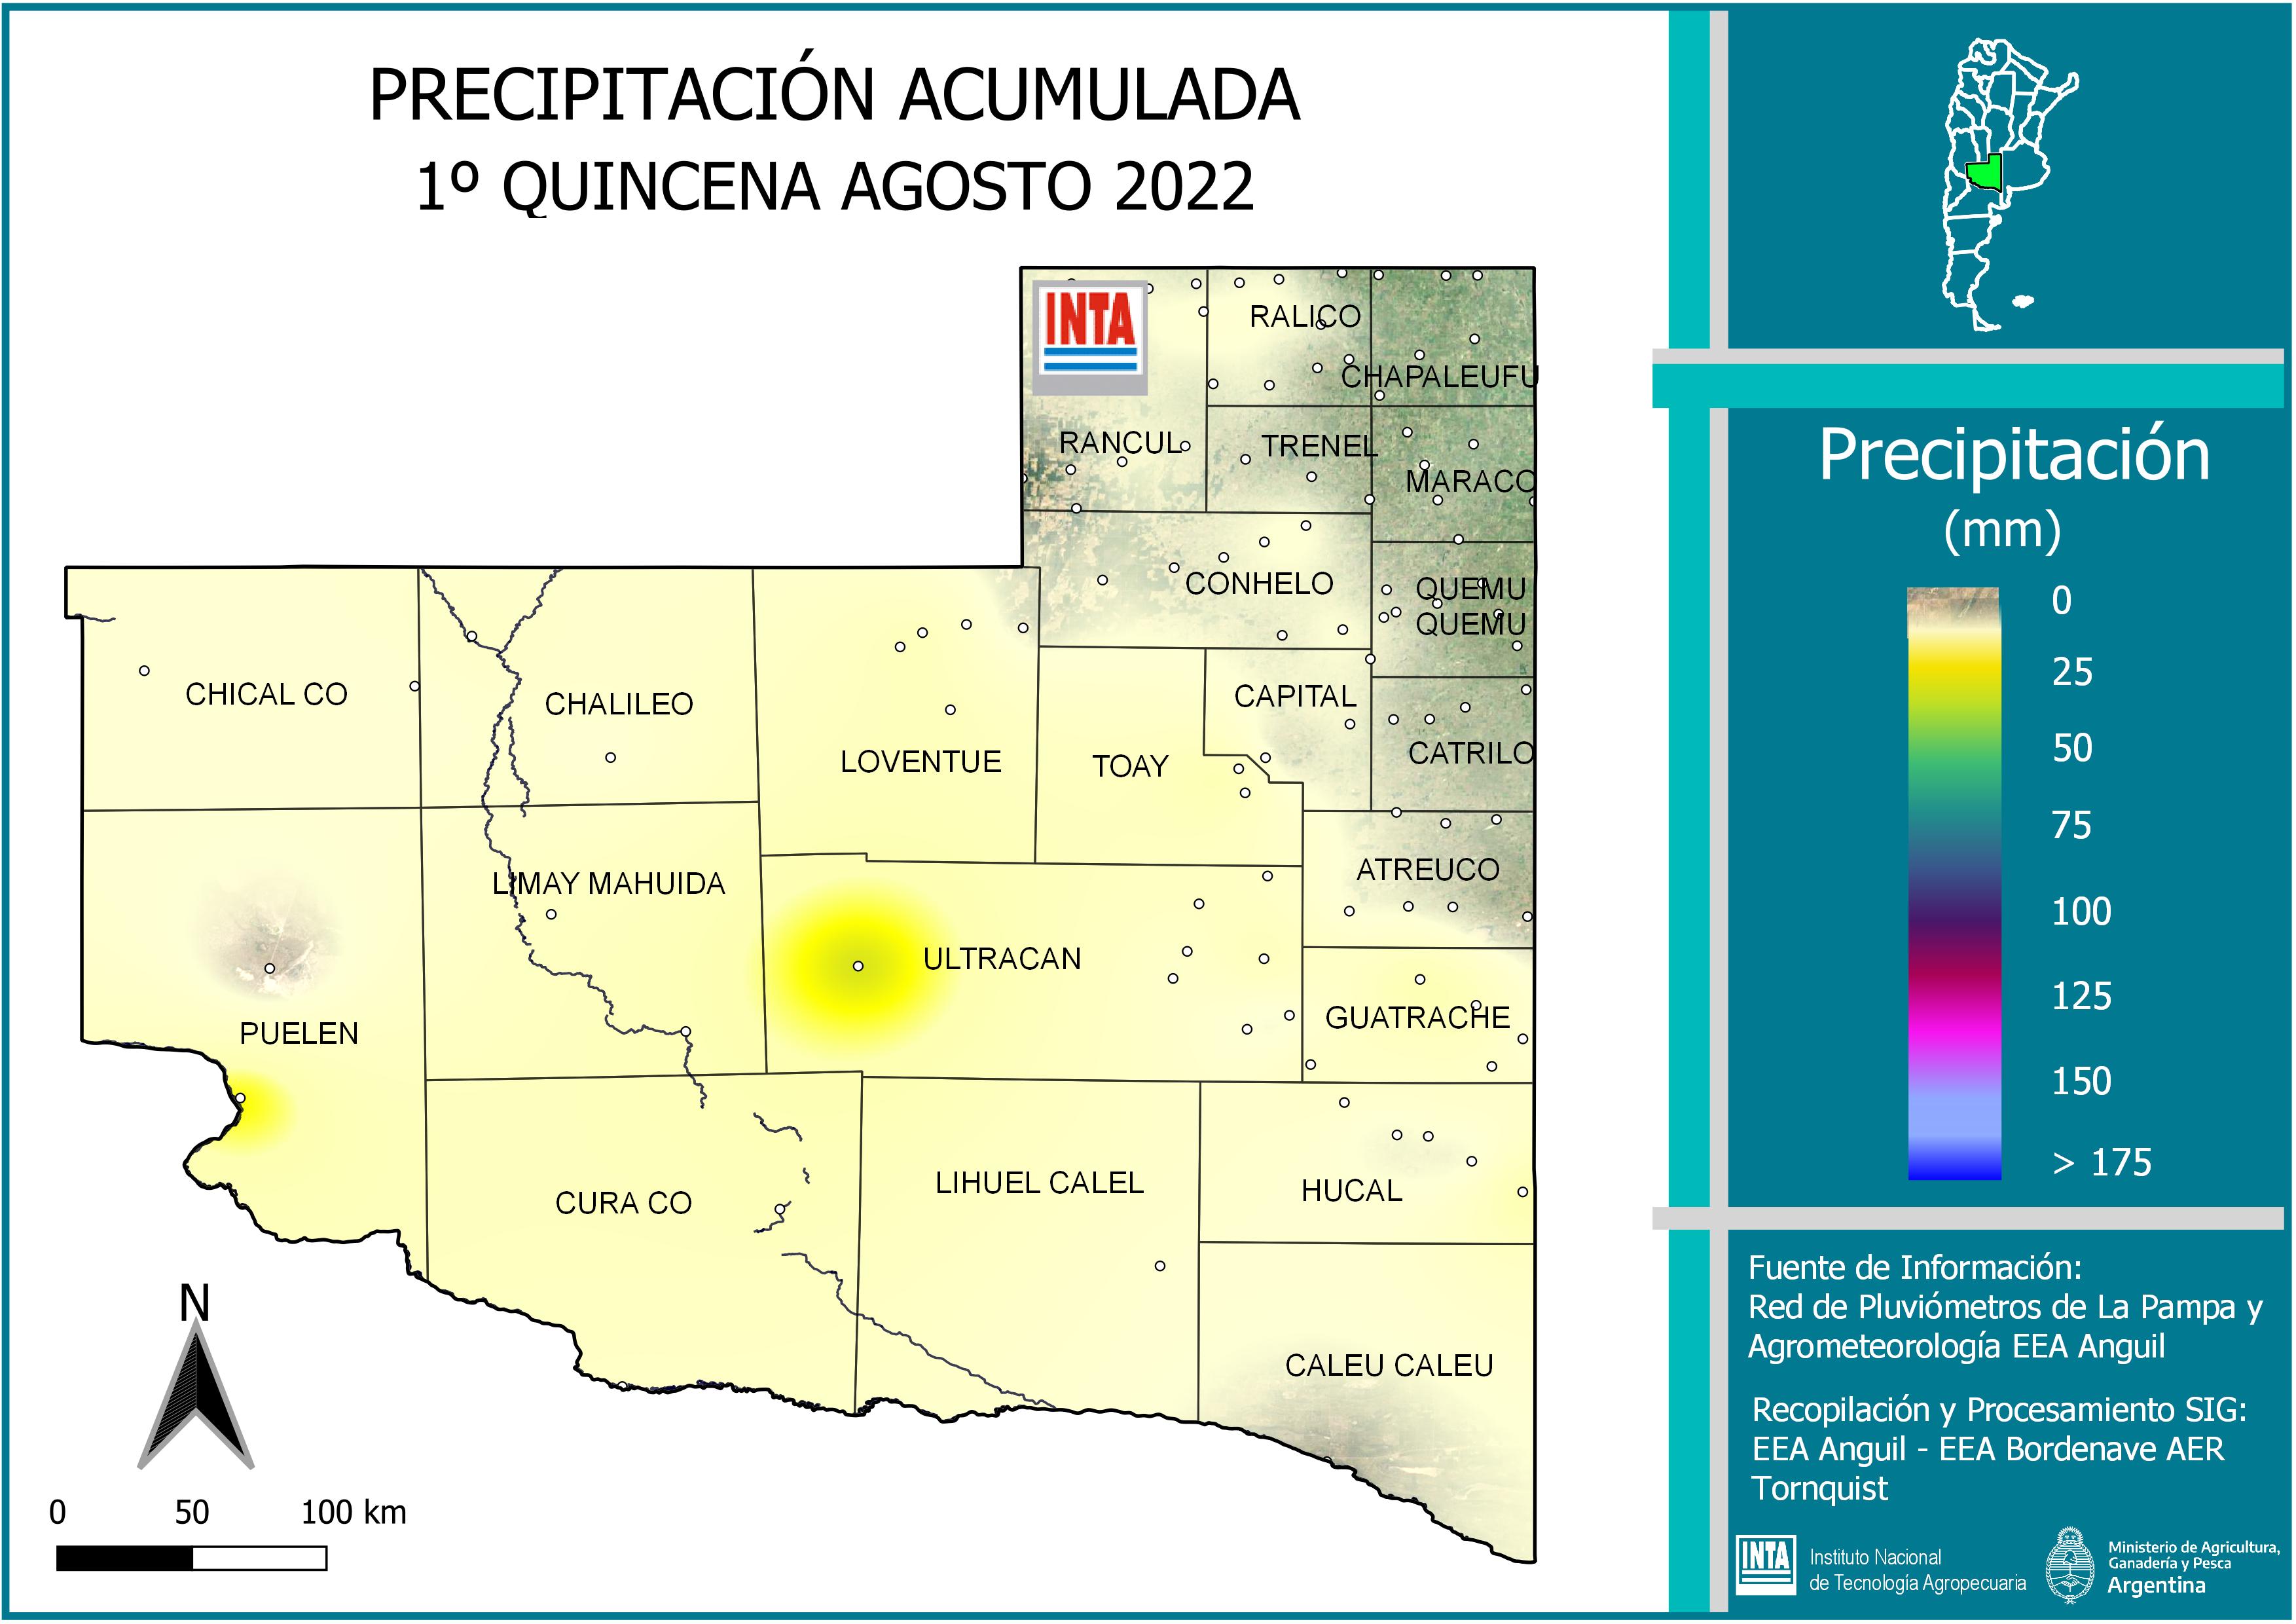 PRECIPITACIÓN ACUMULADA
1º QUINCENA AGOSTO 2022
INTA
RALICO
CHAPALEUFU
RANCUL
TRENEL
MARACO
CONHELO
QUEMU
QUEMU
CHICAL CO
CHALILEO
CAPITAL
LOVENTUE
TOAY
CATRILO
LIMAY MAHUIDA
ATREUCO
ULTRACAN
PUELEN
GUATRACHE
CURA CO
LIHUEL CALEL
HUCAL
CALEU CALEU
N
0 50 100 km
Precipitación
(mm)
0
25
50
75
100
125
150
> 175
Fuente de Información:
Red de Pluviómetros de La Pampa y
Agrometeorología EEA Anguil
Recopilación y Procesamiento SIG:
EEA Anguil - EEA Bordenave AER
Tornquist
INTA
Instituto Nacional
de Tecnología Agropecuaria
Ministerio de Agricultura,
Ganadería y Pesca
Argentina